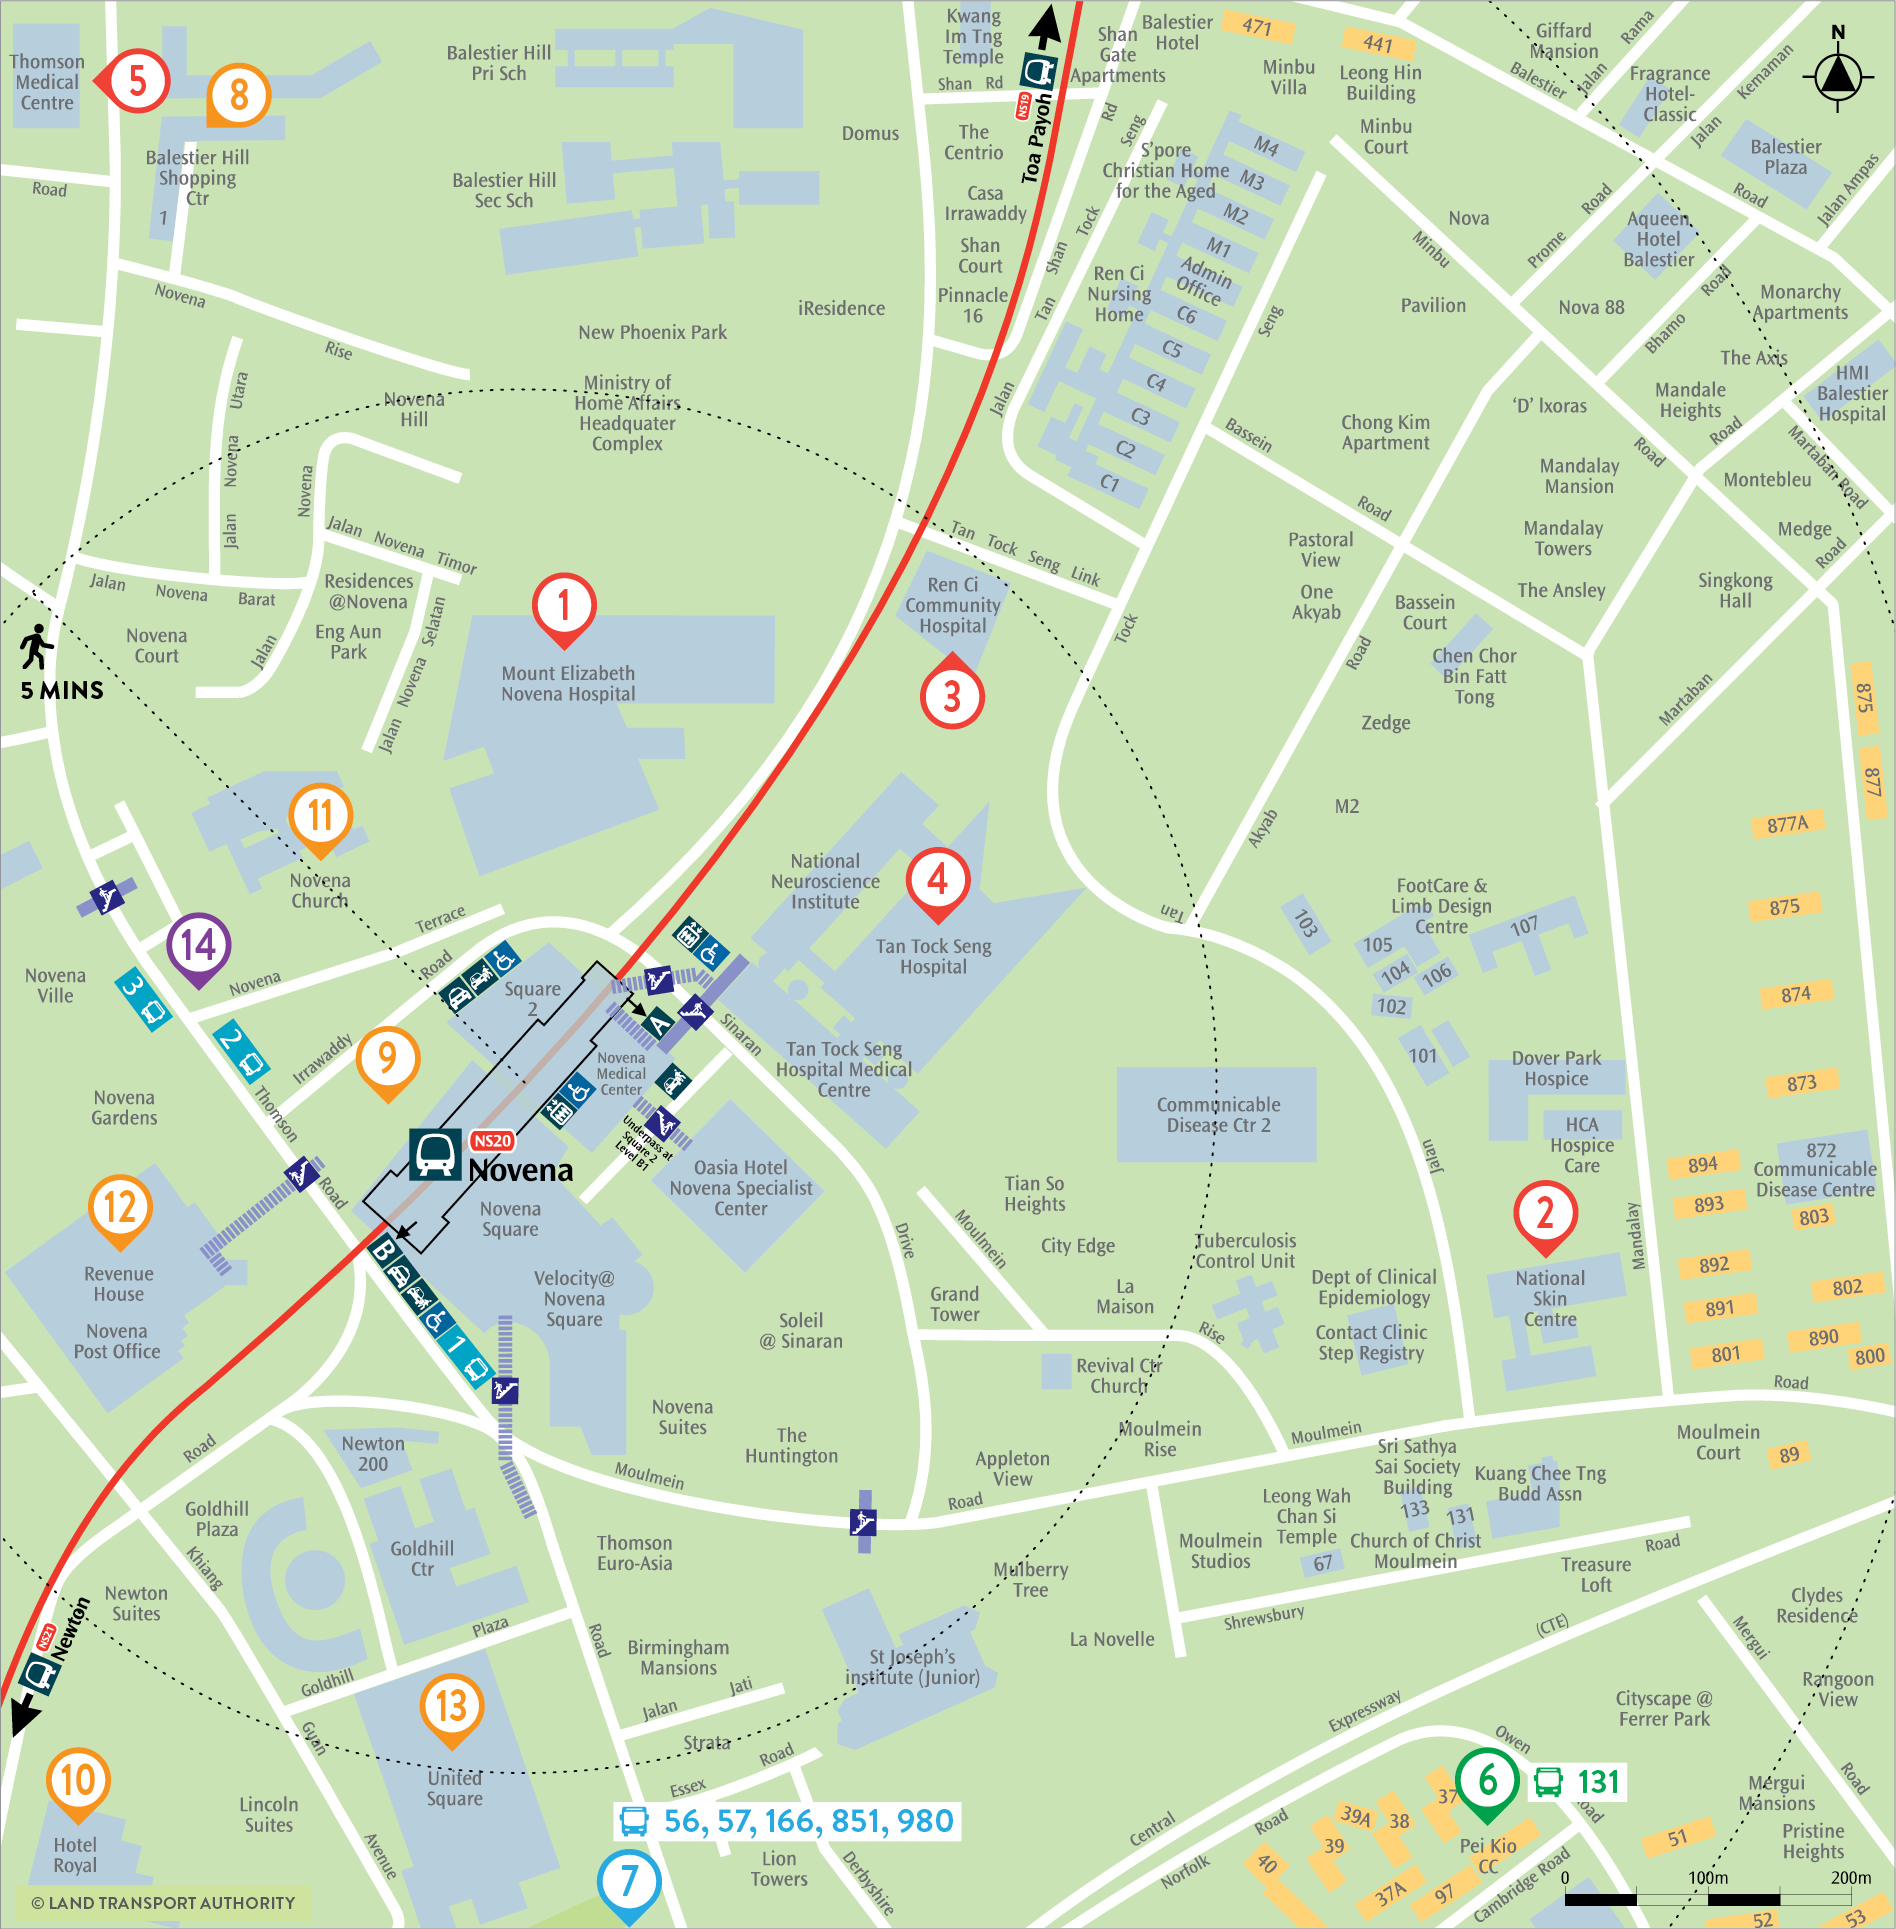 Thomson
Medical
Centre
5
8
Balestier Hill
Shopping
Ctr
1
Road
Balestier Hill
Pri Sch
Balestier Hill
Sec Sch
Domus
Kwang
Im Tng
Temple
Shan Rd
The
Centrio
Casa
Irrawaddy
Shan
Court
Pinnacle
16
iResidence
NS19
Toa Payoh
Shan
Gate
Apartments
Balestier
Hotel
471
441
Minbu
Villa
Leong Hin
Building
Minbu
Court
Giffard
Mansion
Jalan Rama
Balestier
Fragrance
Hotel-
Classic
Jalan Kemaman
Balestier
Plaza
Road
Jalan Ampas
N
Rd
Jalan Tan Tock Seng
Shan
S'pore
Christian Home
for the Aged
M4
M3
M2
M1
Admin
Office
C6
C5
C4
C3
C2
C1
Ren Ci
Nursing
Home
Nova
Minbu
Prome Road
Aqueen
Hotel
Balestier
Pavilion
Nova 88
Bhamo Road
Monarchy
Apartments
The Axis
HMI
Balestier
Hospital
Mandale
Heights
'D' Ixoras
Chong Kim
Apartment
Bassein
Road
Seng
Road
Road
Martaban Road
Mandalay
Mansion
Montebleu
Mandalay
Towers
Medge
Road
The Ansley
Singkong
Hall
Pastoral
View
One
Akyab
Bassein
Court
Chen Chor
Bin Fatt
Tong
Zedge
Martaban
M2
Akyab
Road
875
877
877A
875
874
873
Novena
Rise
New Phoenix Park
Ministry of
Home Affairs
Headquater
Complex
Novena
Hill
Jalan Novena Utara
Novena
Jalan Novena Timor
Jalan Novena Barat
Residences
@Novena
Eng Aun
Park
Jalan
Jalan Novena Selatan
Novena
Court
5 MINS
1
Mount Elizabeth
Novena Hospital
Tan Tock Seng Link
Ren Ci
Community
Hospital
3
Tock
11
Novena
Church
14
Novena Terrace
Novena
Ville
3
2
Irrawaddy Road
Square
2
9
National
Neuroscience
Institute
4
Tan Tock Seng
Hospital
A
Sinaran
Novena
Medical
Center
Tan Tock Seng
Hospital Medical
Centre
Tan
103
FootCare &
Limb Design
Centre
105
107
104
106
102
101
Dover Park
Hospice
HCA
Hospice
Care
Communicable
Disease Ctr 2
Jalan
Novena
Gardens
Thomson
Road
12
Revenue
House
Novena
Post Office
NS20
Novena
Novena
Square
B
1
Velocity@
Novena
Square
Underpass at
Square 2
Level B1
Oasia Hotel
Novena Specialist
Center
Drive
Tian So
Heights
Moulmein
City Edge
Tuberculosis
Control Unit
La
Maison
Grand
Tower
Rise
Soleil
@ Sinaran
Dept of Clinical
Epidemiology
Contact Clinic
Step Registry
2
National
Skin
Centre
Mandalay
894
893
892
891
801
872
Communicable
Disease Centre
803
802
890
800
Road
Revival Ctr
Church
Novena
Suites
The
Huntington
Appleton
View
Moulmein
Rise
Moulmein
Moulmein
Road
Newton
200
Road
Goldhill
Plaza
Goldhill
Ctr
Thomson
Euro-Asia
Mulberry
Tree
Leong Wah
Chan Si
Temple
67
Moulmein
Studios
Sri Sathya
Sai Society
Building
133
131
Kuang Chee Tng
Budd Assn
Church of Christ
Moulmein
Moulmein
Court
89
Treasure
Loft
Shrewsbury
Road
La Novelle
Clydes
Residence
Mergui
Road
Rangoon
View
Cityscape @
Ferrer Park
Mergui
Mansions
Pristine
Heights
Khiang
Guan
Avenue
Newton
Suites
NS21
Newton
Goldhill
Plaza
Road
Birmingham
Mansions
St Joseph's
institute (Junior)
Jalan Jati
Strata
Essex Road
13
United
Square
10
Hotel
Royal
Lincoln
Suites
56, 57, 166, 851, 980
7
Lion
Towers
Derbyshire
Central
Expressway
(CTE)
Norfolk
Road
Owen
Road
6
131
Pei Kio
CC
37
38
39A
39
40
37A
97
51
52
53
Cambridge Road
0
100m
200m
© LAND TRANSPORT AUTHORITY